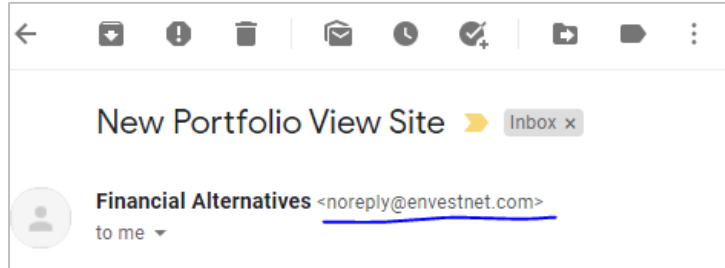 New Portfolio View Site Inbox x
Financial Alternatives <noreply@envestnet.com>
to me